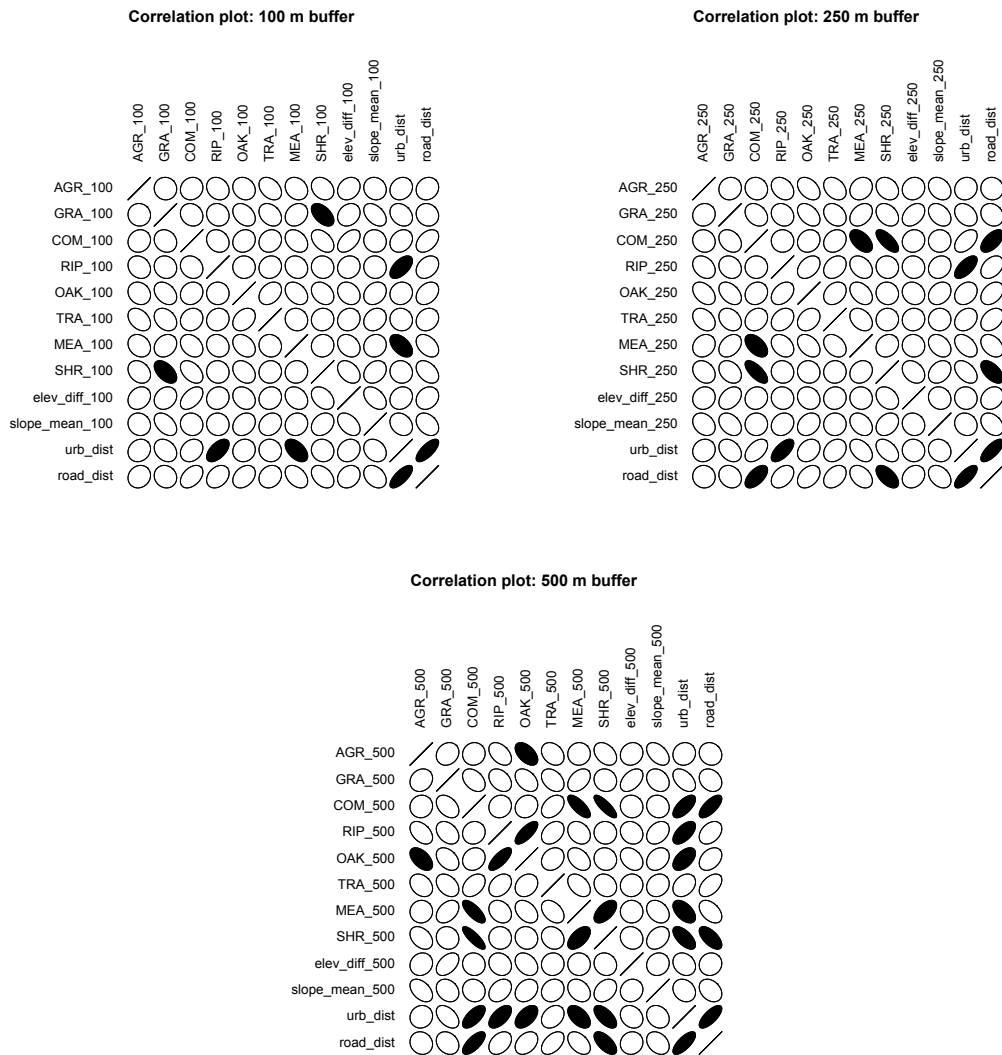 Correlation plot: 100 m buffer
AGR_100
GRA_100
COM_100
RIP_100
OAK_100
TRA_100
MEA_100
SHR_100
elev_diff_100
slope_mean_100
urb_dist
road_dist
AGR_100
GRA_100
COM_100
RIP_100
OAK_100
TRA_100
MEA_100
SHR_100
elev_diff_100
slope_mean_100
urb_dist
road_dist
Correlation plot: 250 m buffer
AGR_250
GRA_250
COM_250
RIP_250
OAK_250
TRA_250
MEA_250
SHR_250
elev_diff_250
slope_mean_250
urb_dist
road_dist
AGR_250
GRA_250
COM_250
RIP_250
OAK_250
TRA_250
MEA_250
SHR_250
elev_diff_250
slope_mean_250
urb_dist
road_dist
Correlation plot: 500 m buffer
AGR_500
GRA_500
COM_500
RIP_500
OAK_500
TRA_500
MEA_500
SHR_500
elev_diff_500
slope_mean_500
urb_dist
road_dist
AGR_500
GRA_500
COM_500
RIP_500
OAK_500
TRA_500
MEA_500
SHR_500
elev_diff_500
slope_mean_500
urb_dist
road_dist